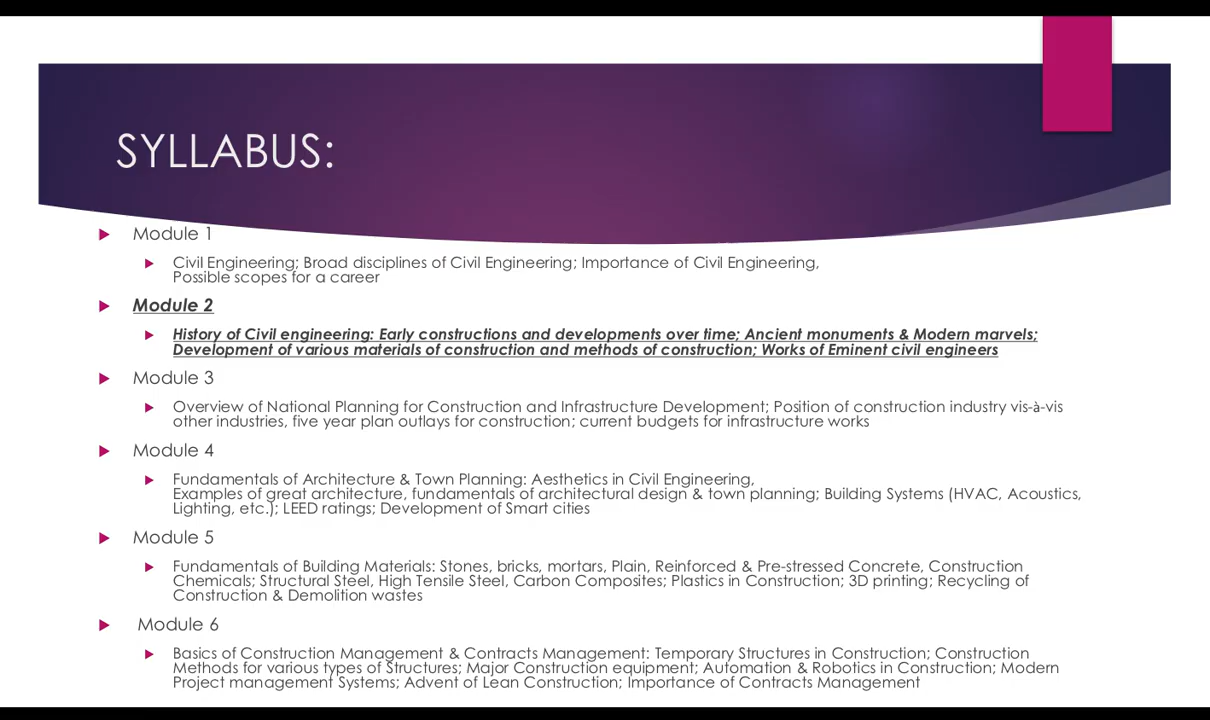 SYLLABUS:
Module 1
Civil Engineering; Broad disciplines of Civil Engineering; Importance of Civil Engineering,
Possible scopes for a career
Module 2
History of Civil engineering: Early constructions and developments over time; Ancient monuments & Modern marvels;
Development of various materials of construction and methods of construction; Works of Eminent civil engineers
Module 3
Overview of National Planning for Construction and Infrastructure Development; Position of construction industry vis-à-vis
other industries, five year plan outlays for construction; current budgets for infrastructure works
Module 4
Fundamentals of Architecture & Town Planning: Aesthetics in Civil Engineering,
Examples of great architecture, fundamentals of architectural design & town planning; Building Systems (HVAC, Acoustics,
Lighting, etc.); LEED ratings; Development of Smart cities
Module 5
Fundamentals of Building Materials: Stones, bricks, mortars, Plain, Reinforced & Pre-stressed Concrete, Construction
Chemicals; Structural Steel, High Tensile Steel, Carbon Composites; Plastics in Construction; 3D printing; Recycling of
Construction & Demolition wastes
Module 6
Basics of Construction Management & Contracts Management: Temporary Structures in Construction; Construction
Methods for various types of Structures; Major Construction equipment; Automation & Robotics in Construction; Modern
Project management Systems; Advent of Lean Construction; Importance of Contracts Management